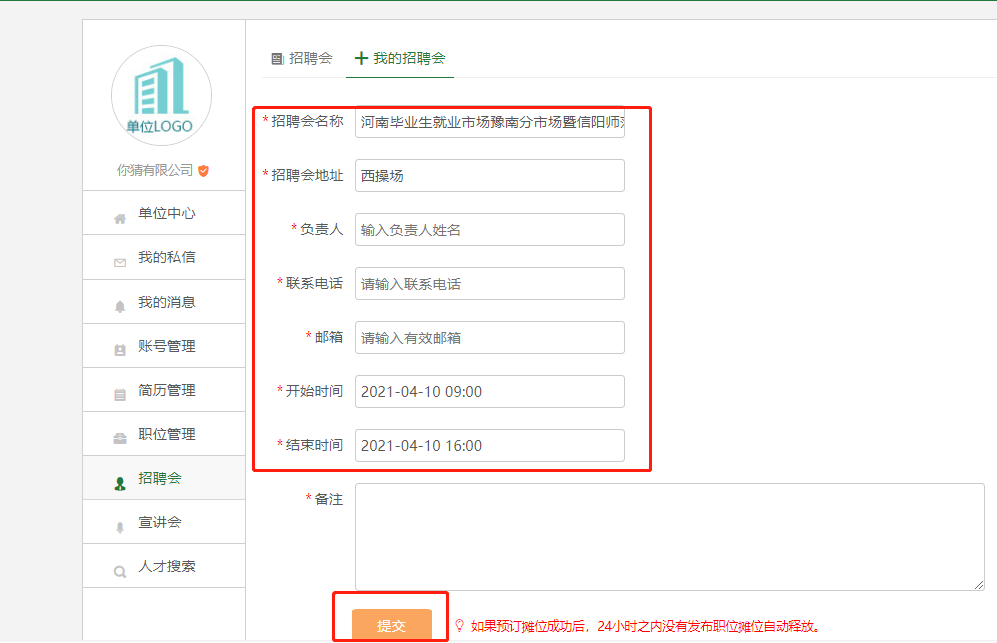 招聘会 我的招聘会
单位LOGO
你猜有限公司
单位中心
我的私信
我的消息
账号管理
简历管理
职位管理
招聘会
宣讲会
人才搜索
*招聘会名称 河南毕业生就业市场豫南分市场暨信阳师
*招聘会地址 西操场
*负责人 输入负责人姓名
*联系电话 请输入联系电话
*邮箱 请输入有效邮箱
*开始时间 2021-04-10 09:00
*结束时间 2021-04-10 16:00
*备注
提交 如果预订摊位成功后，24小时之内没有发布职位摊位自动释放。